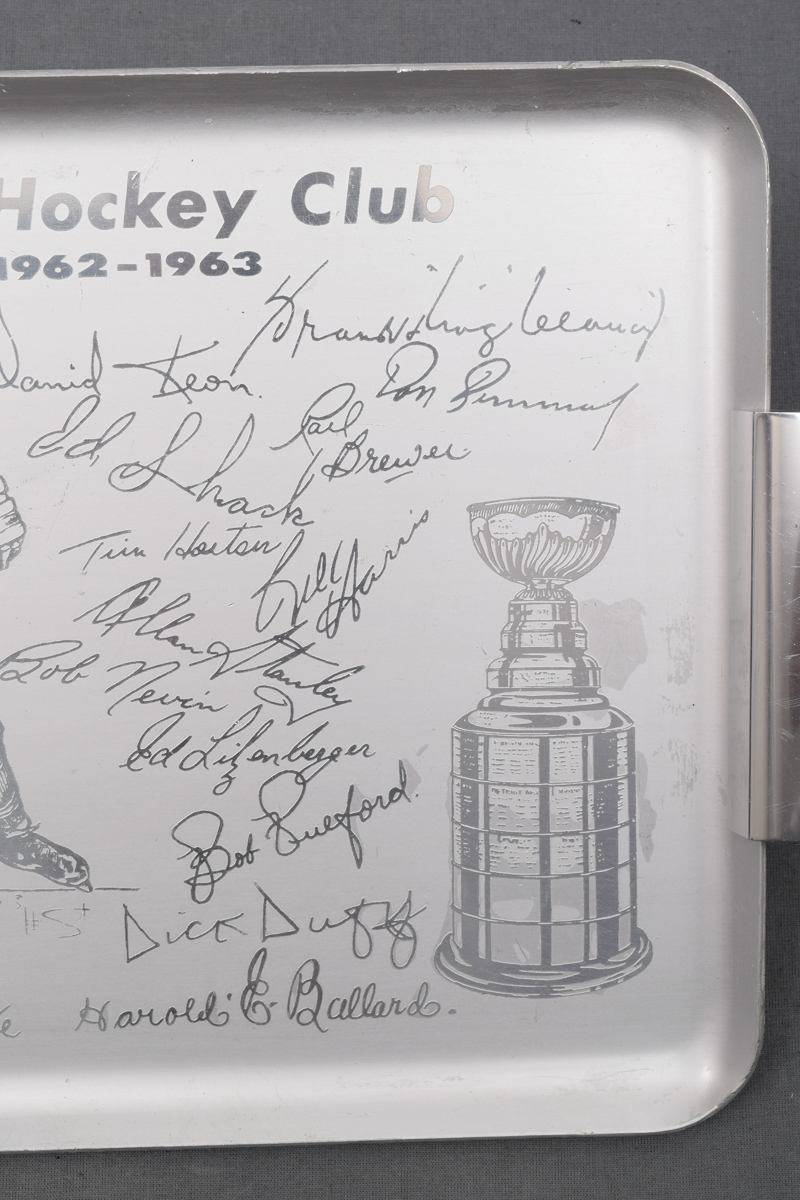 Hockey Club
1962-1963
Frank "King" Clancy
David Keon.
Don Simmons
Ed. Shack
Carl
Brewer
Tim Horton
Bill Harris
Allan Stanley
Bob Nevin
Ed Litzenberger
Bob Pulford.
Dick Duff
Harold E. Ballard.